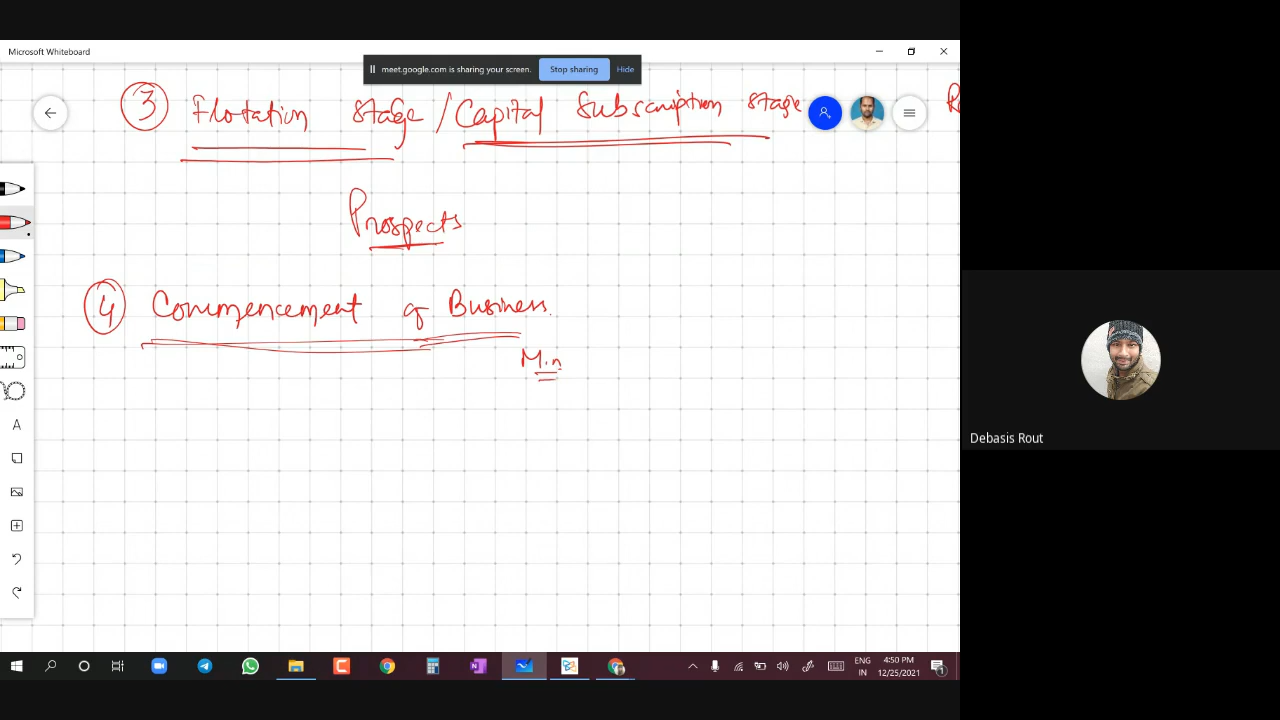 Microsoft Whiteboard
meet.google.com is sharing your screen. Stop sharing Hide
3 Flotation stage / Capital Subscription stage
Prospects
4 Commencement of Business.
Min
A
Debasis Rout
ENG 4:50 PM
IN 12/25/2021
1